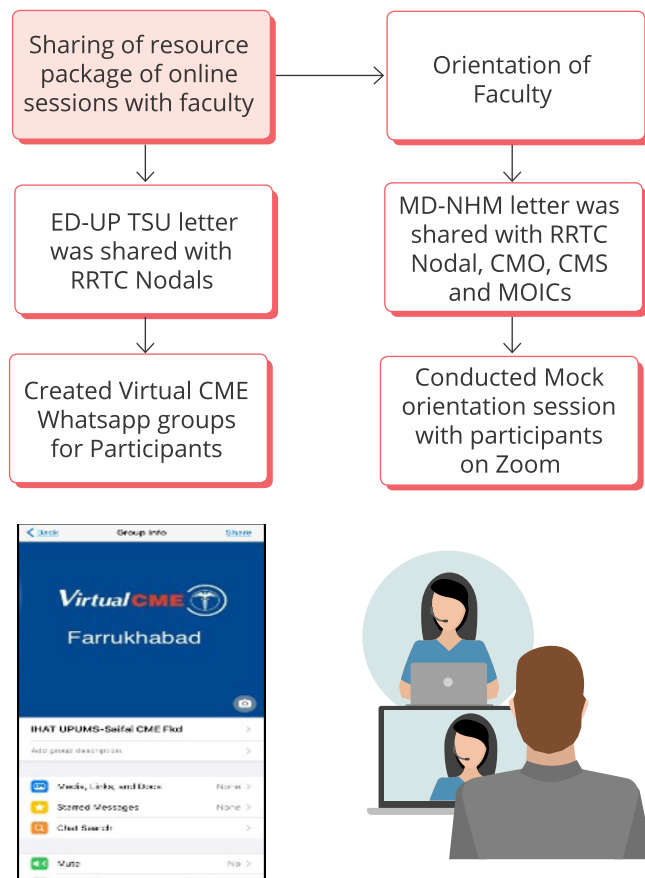 Sharing of resource
package of online
sessions with faculty
Orientation of
Faculty
ED-UP TSU letter
was shared with
RRTC Nodals
MD-NHM letter was
shared with RRTC
Nodal, CMO, CMS
and MOICs
Created Virtual CME
Whatsapp groups
for Participants
Conducted Mock
orientation session
with participants
on Zoom
Back Group Info Share
Virtual CME
Farrukhabad
IHAT UPUMS-Saifai CME Fkd
Add group description
Media, Links, and Docs None
Starred Messages None
Chat Search
Mute No